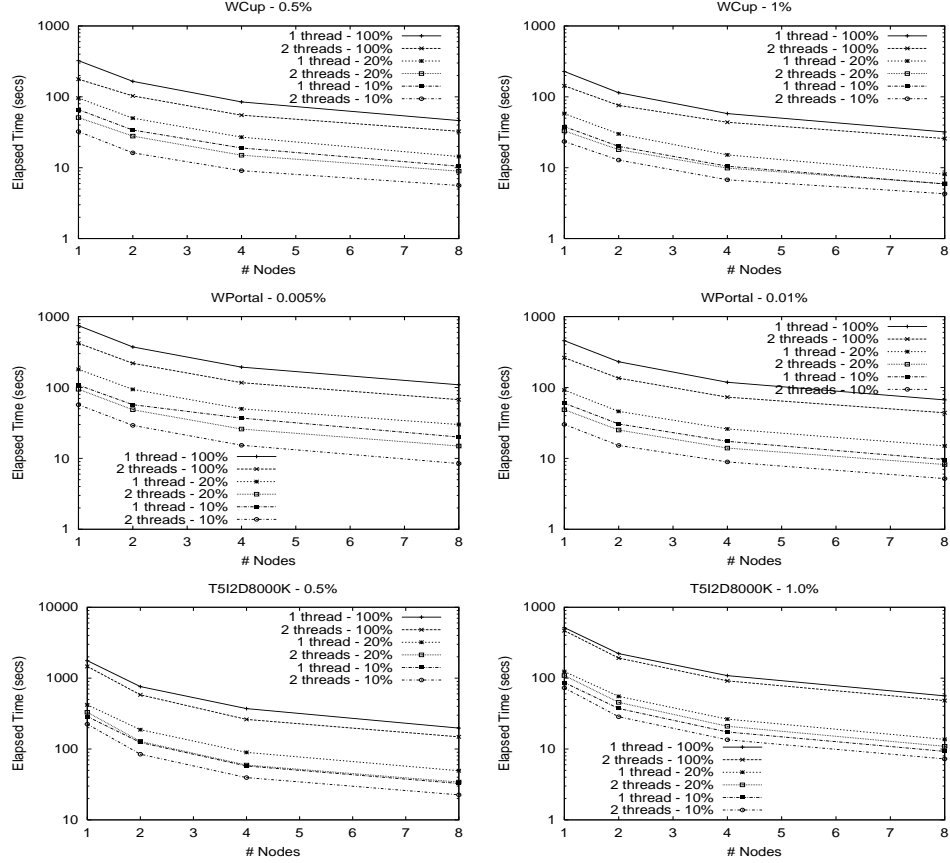 WCup - 0.5%
1000
100
10
1
Elapsed Time (secs)
1 thread - 100%
2 threads - 100%
1 thread - 20%
2 threads - 20%
1 thread - 10%
2 threads - 10%
1 2 3 4 5 6 7 8
# Nodes
WCup - 1%
1000
100
10
1
Elapsed Time (secs)
1 thread - 100%
2 threads - 100%
1 thread - 20%
2 threads - 20%
1 thread - 10%
2 threads - 10%
1 2 3 4 5 6 7 8
# Nodes
WPortal - 0.005%
1000
100
10
1
Elapsed Time (secs)
1 thread - 100%
2 threads - 100%
1 thread - 20%
2 threads - 20%
1 thread - 10%
2 threads - 10%
1 2 3 4 5 6 7 8
# Nodes
WPortal - 0.01%
1000
100
10
1
Elapsed Time (secs)
1 thread - 100%
2 threads - 100%
1 thread - 20%
2 threads - 20%
1 thread - 10%
2 threads - 10%
1 2 3 4 5 6 7 8
# Nodes
T5I2D8000K - 0.5%
10000
1000
100
10
Elapsed Time (secs)
1 thread - 100%
2 threads - 100%
1 thread - 20%
2 threads - 20%
1 thread - 10%
2 threads - 10%
1 2 3 4 5 6 7 8
# Nodes
T5I2D8000K - 1.0%
1000
100
10
1
Elapsed Time (secs)
1 thread - 100%
2 threads - 100%
1 thread - 20%
2 threads - 20%
1 thread - 10%
2 threads - 10%
1 2 3 4 5 6 7 8
# Nodes